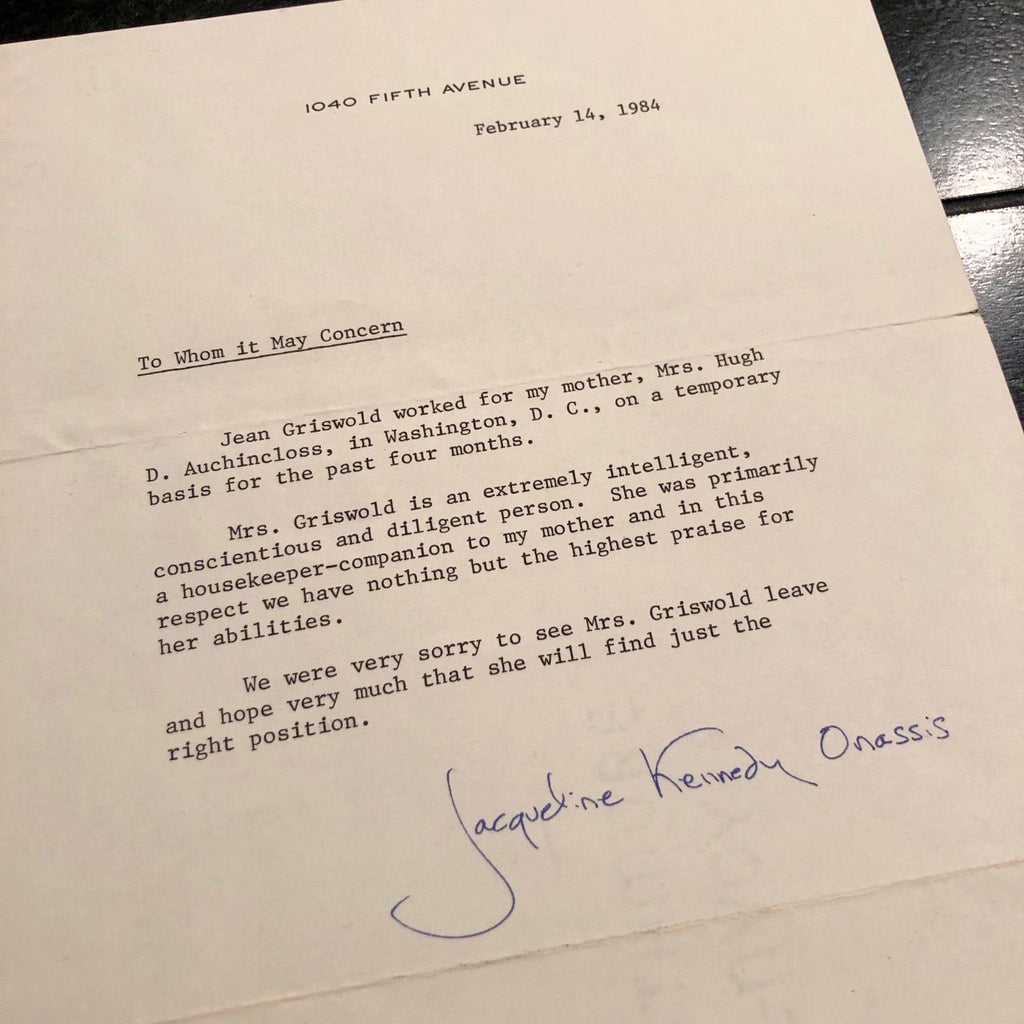 1040 FIFTH AVENUE
February 14, 1984
To Whom it May Concern
Jean Griswold worked for my mother, Mrs. Hugh
D. Auchincloss, in Washington, D. C., on a temporary
basis for the past four months.
Mrs. Griswold is an extremely intelligent,
conscientious and diligent person. She was primarily
a housekeeper-companion to my mother and in this
respect we have nothing but the highest praise for
her abilities.
We were very sorry to see Mrs. Griswold leave
and hope very much that she will find just the
right position.
Jacqueline Kennedy Onassis